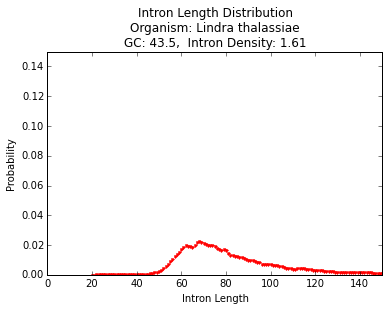 Intron Length Distribution
Organism: Lindra thalassiae
GC: 43.5,  Intron Density: 1.61
0.14
0.12
0.10
0.08
0.06
0.04
0.02
0.00
Probability
0 20 40 60 80 100 120 140
Intron Length